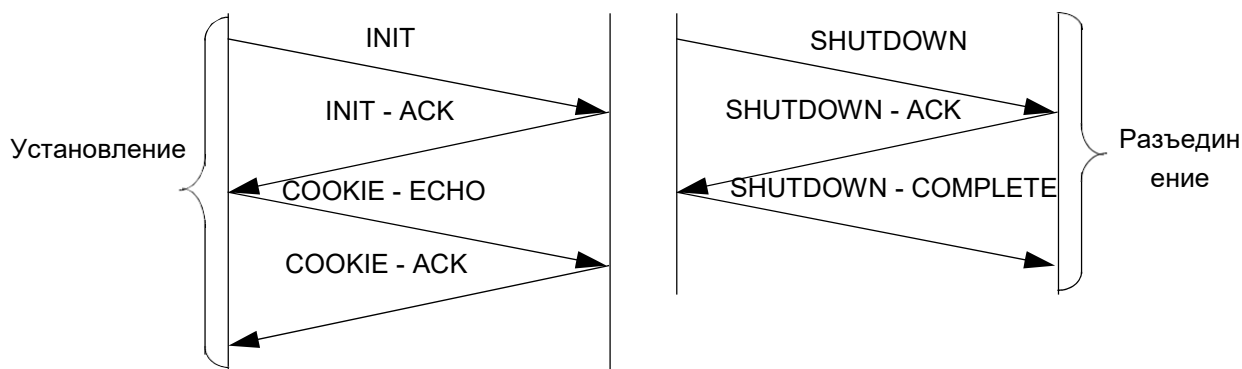 INIT
INIT - ACK
Установление
COOKIE - ECHO
COOKIE - ACK
SHUTDOWN
SHUTDOWN - ACK
SHUTDOWN - COMPLETE
Разъедин
ение